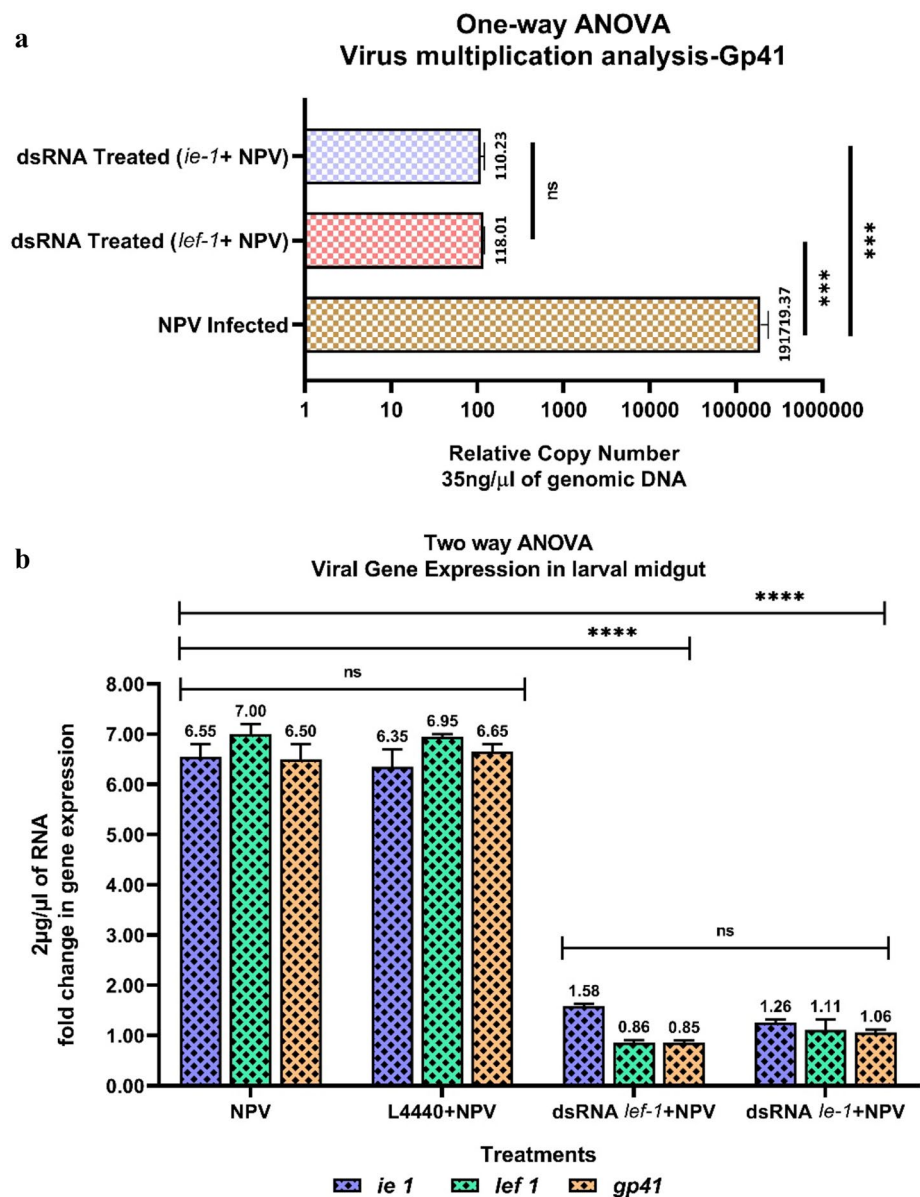 a
One-way ANOVA
Virus multiplication analysis-Gp41
dsRNA Treated (ie-1+ NPV)
110.23
dsRNA Treated (lef-1+ NPV)
118.01
NPV Infected
191719.37
ns
***
***
1 10 100 1000 10000 100000 1000000
Relative Copy Number
35ng/μl of genomic DNA
b
Two way ANOVA
Viral Gene Expression in larval midgut
****
****
ns
8.00
7.00
6.00
5.00
4.00
3.00
2.00
1.00
0.00
2μg/μl of RNA
fold change in gene expression
6.55 7.00 6.50
6.35 6.95 6.65
ns
1.58 0.86 0.85
1.26 1.11 1.06
NPV L4440+NPV dsRNA lef-1+NPV dsRNA le-1+NPV
Treatments
ie 1 lef 1 gp41